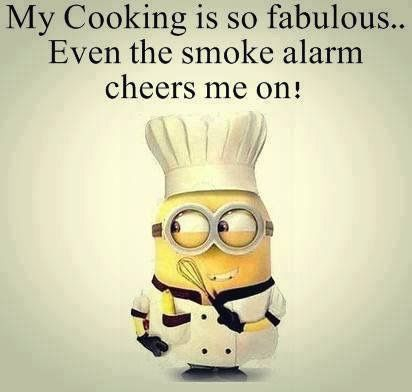 My Cooking is so fabulous..
Even the smoke alarm
cheers me on!